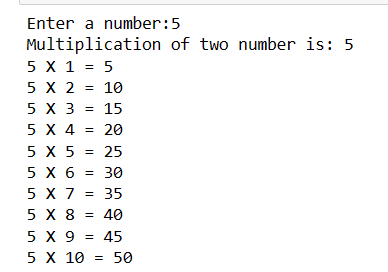 Enter a number:5
Multiplication of two number is: 5
5 X 1 = 5
5 X 2 = 10
5 X 3 = 15
5 X 4 = 20
5 X 5 = 25
5 X 6 = 30
5 X 7 = 35
5 X 8 = 40
5 X 9 = 45
5 X 10 = 50